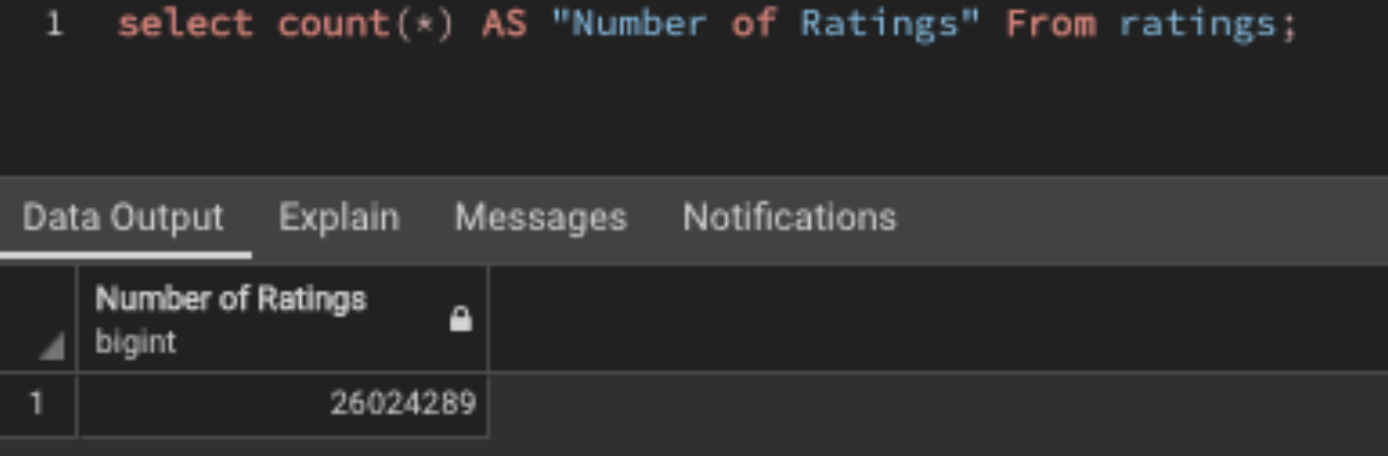 1 select count(*) AS "Number of Ratings" From ratings;
Data Output Explain Messages Notifications
Number of Ratings
bigint
1 26024289